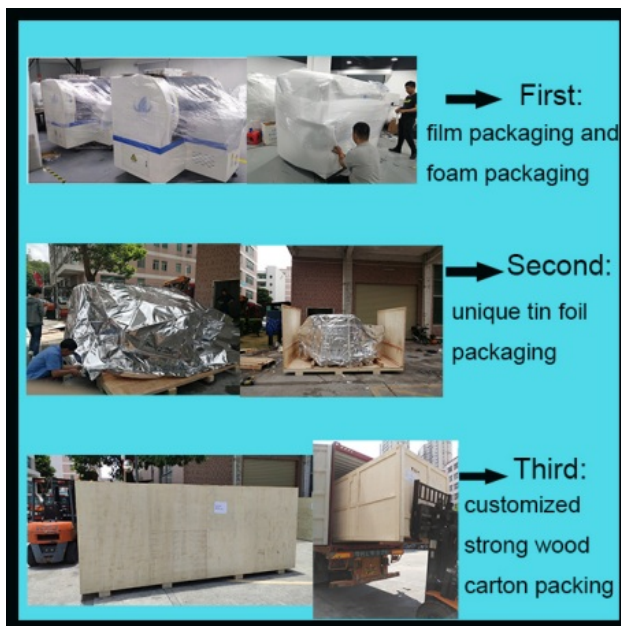 First:
film packaging and
foam packaging
Second:
unique tin foil
packaging
Third:
customized
strong wood
carton packing